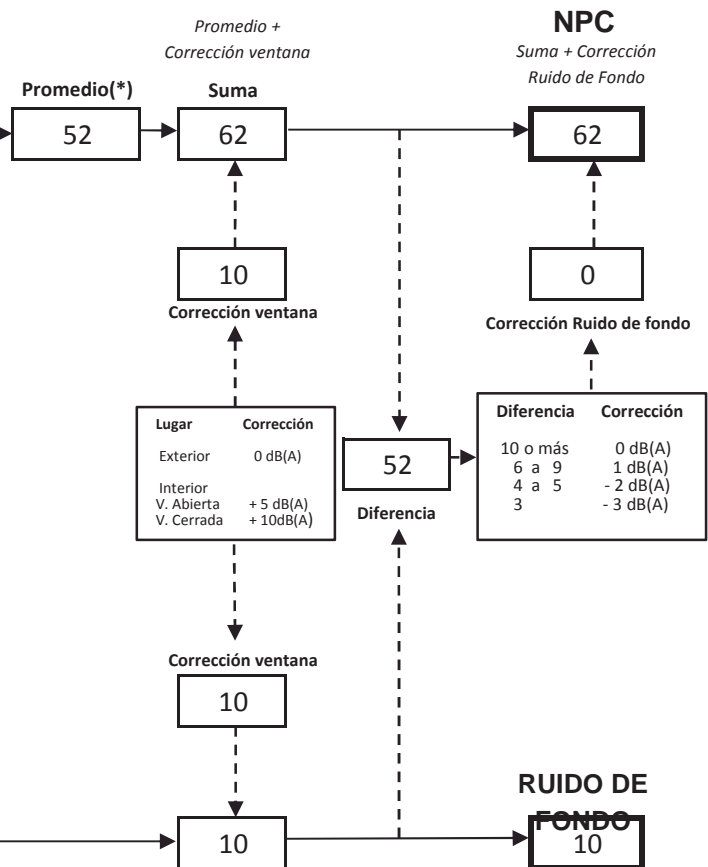 Promedio +
Corrección ventana
NPC
Suma + Corrección
Ruido de Fondo
Promedio(*)
Suma
52
62
62
10
0
Corrección ventana
Corrección Ruido de fondo
Lugar Corrección
Exterior 0 dB(A)
Interior
V. Abierta + 5 dB(A)
V. Cerrada + 10dB(A)
52
Diferencia
Diferencia Corrección
10 o más 0 dB(A)
6 a 9 1 dB(A)
4 a 5 - 2 dB(A)
3 - 3 dB(A)
Corrección ventana
10
RUIDO DE
FONDO
10
10